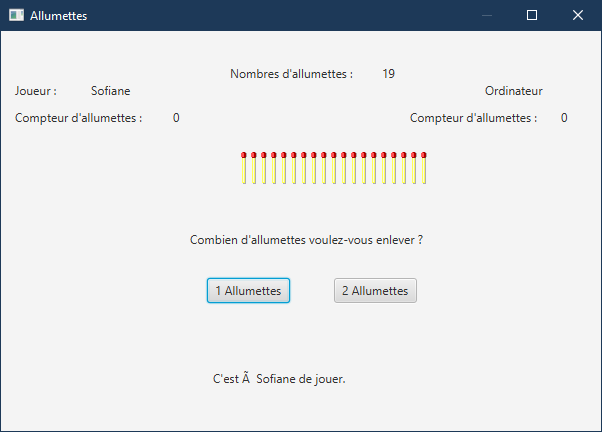 Allumettes
Nombres d'allumettes : 19
Joueur : Sofiane Ordinateur
Compteur d'allumettes : 0 Compteur d'allumettes : 0
Combien d'allumettes voulez-vous enlever ?
1 Allumettes 2 Allumettes
C'est Ã  Sofiane de jouer.